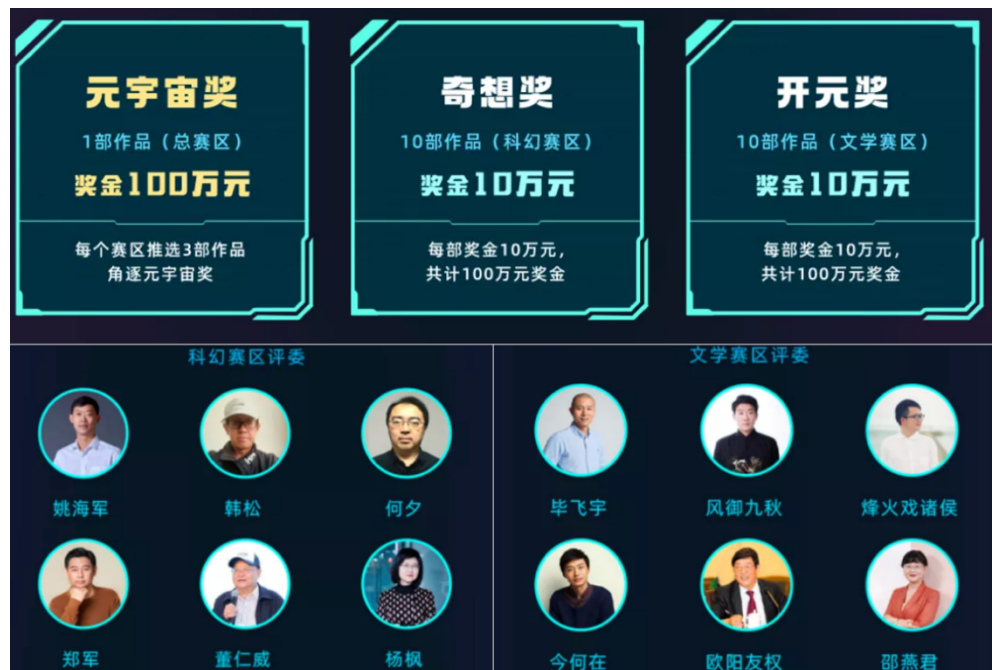 元宇宙奖
1部作品（总赛区）
奖金100万元
每个赛区推选3部作品
角逐元宇宙奖
奇想奖
10部作品（科幻赛区）
奖金10万元
每部奖金10万元，
共计100万元奖金
开元奖
10部作品（文学赛区）
奖金10万元
每部奖金10万元，
共计100万元奖金
科幻赛区评委
姚海军 韩松 何夕
郑军 董仁威 杨枫
文学赛区评委
毕飞宇 风御九秋 烽火戏诸侯
今何在 欧阳友权 邵燕君